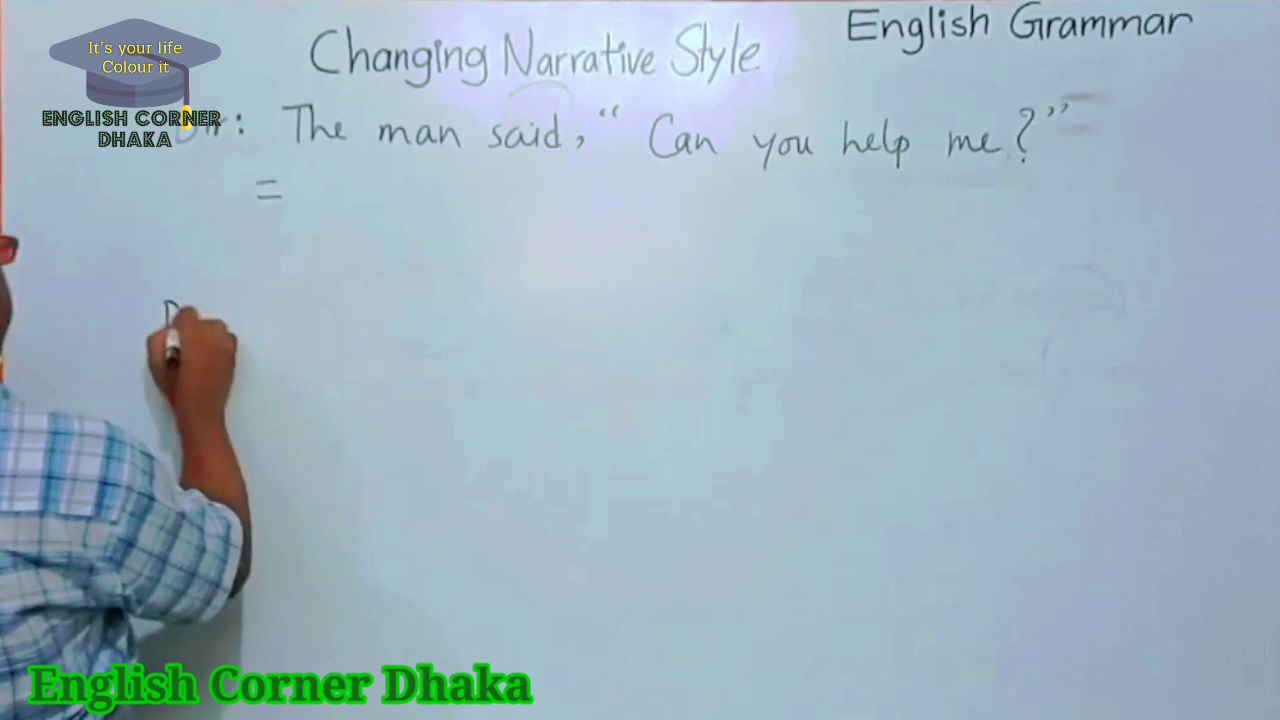 English Grammar
Changing Narrative Style
It's your life
Colour it
ENGLISH CORNER
DHAKA
Dir: The man said, “ Can you help me? ”
=
English Corner Dhaka